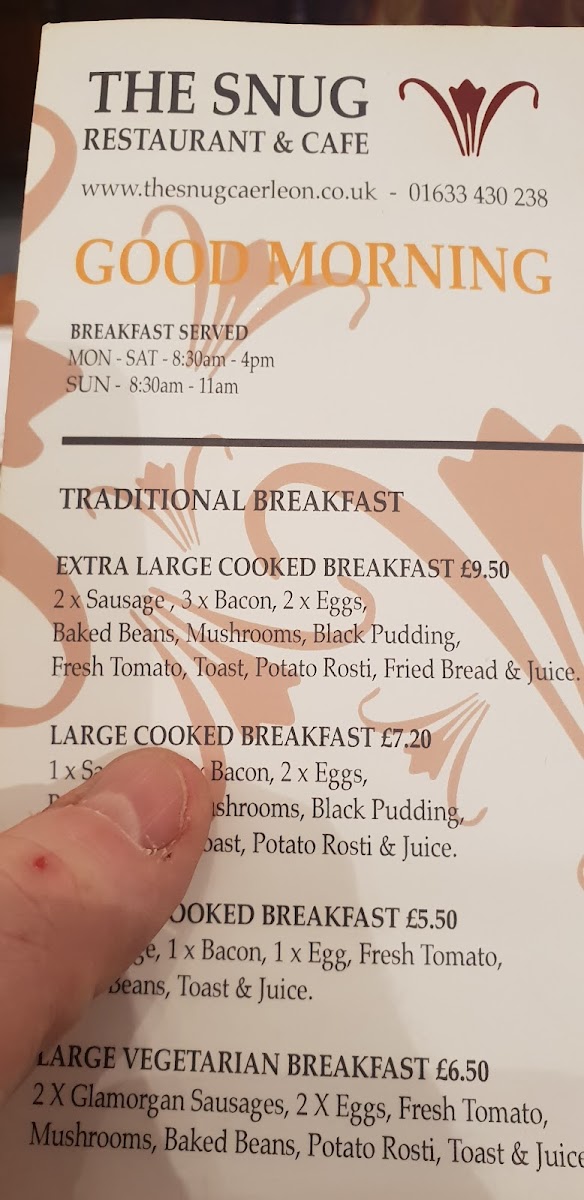 THE SNUG
RESTAURANT & CAFE
www.thesnugcaerleon.co.uk - 01633 430 238
GOOD MORNING
BREAKFAST SERVED
MON - SAT - 8:30am - 4pm
SUN - 8:30am - 11am
TRADITIONAL BREAKFAST
EXTRA LARGE COOKED BREAKFAST £9.50
2 x Sausage , 3 x Bacon, 2 x Eggs,
Baked Beans, Mushrooms, Black Pudding,
Fresh Tomato, Toast, Potato Rosti, Fried Bread & Juice.
LARGE COOKED BREAKFAST £7.20
1 x Bacon, 2 x Eggs,
Black Pudding,
Potato Rosti & Juice.
BREAKFAST £5.50
1 x Bacon, 1 x Egg, Fresh Tomato,
Beans, Toast & Juice.
LARGE VEGETARIAN BREAKFAST £6.50
2 X Glamorgan Sausages, 2 X Eggs, Fresh Tomato,
Mushrooms, Baked Beans, Potato Rosti, Toast & Juice